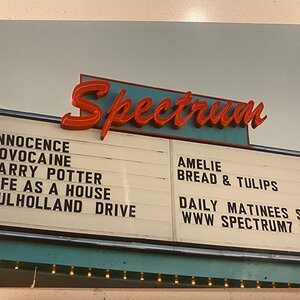 Spectrum
NNOCENCE
OVOCAINE
ARRY POTTER
FE AS A HOUSE
ULHOLLAND DRIVE
AMELIE
BREAD & TULIPS
DAILY MATINEES S
WWW SPECTRUM7